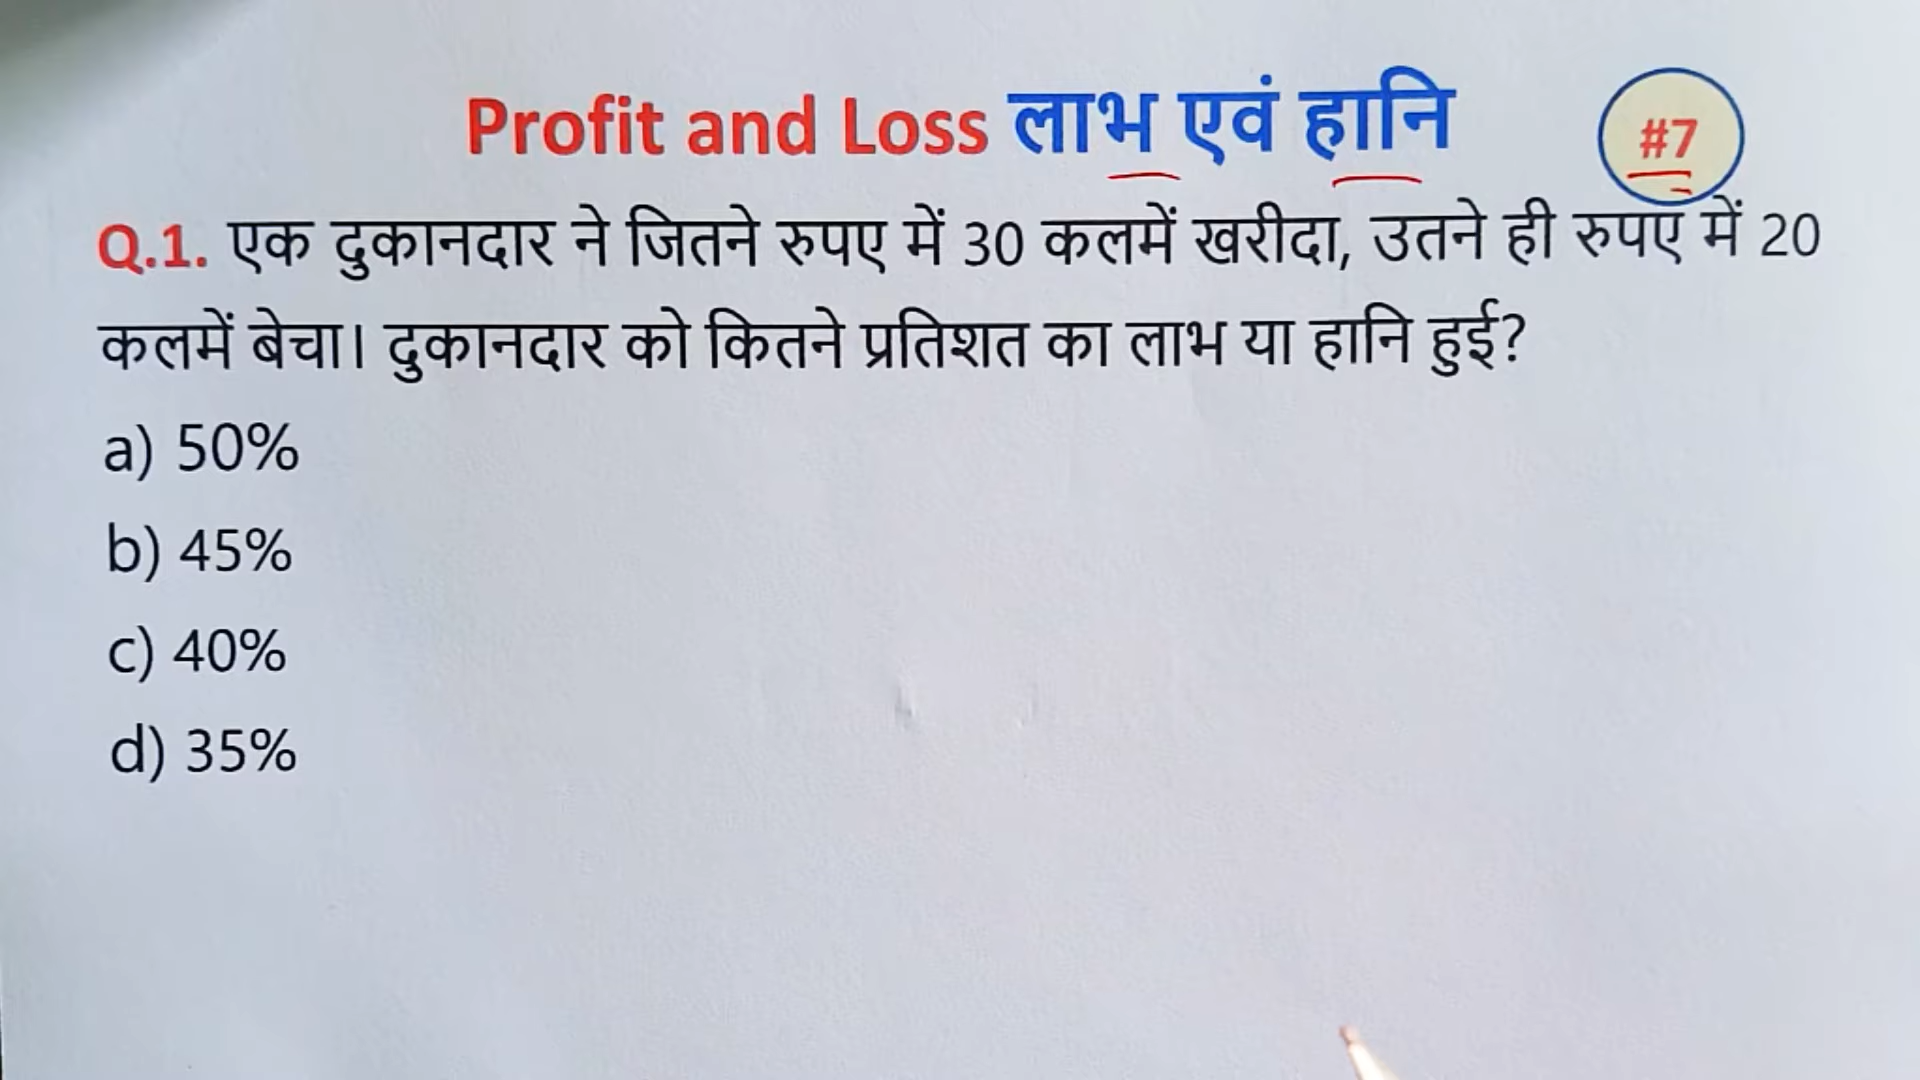 Profit and Loss लाभ एवं हानि
#7
Q.1. एक दुकानदार ने जितने रुपए में 30 कलमें खरीदा, उतने ही रुपए में 20
कलमें बेचा। दुकानदार को कितने प्रतिशत का लाभ या हानि हुई?
a) 50%
b) 45%
c) 40%
d) 35%